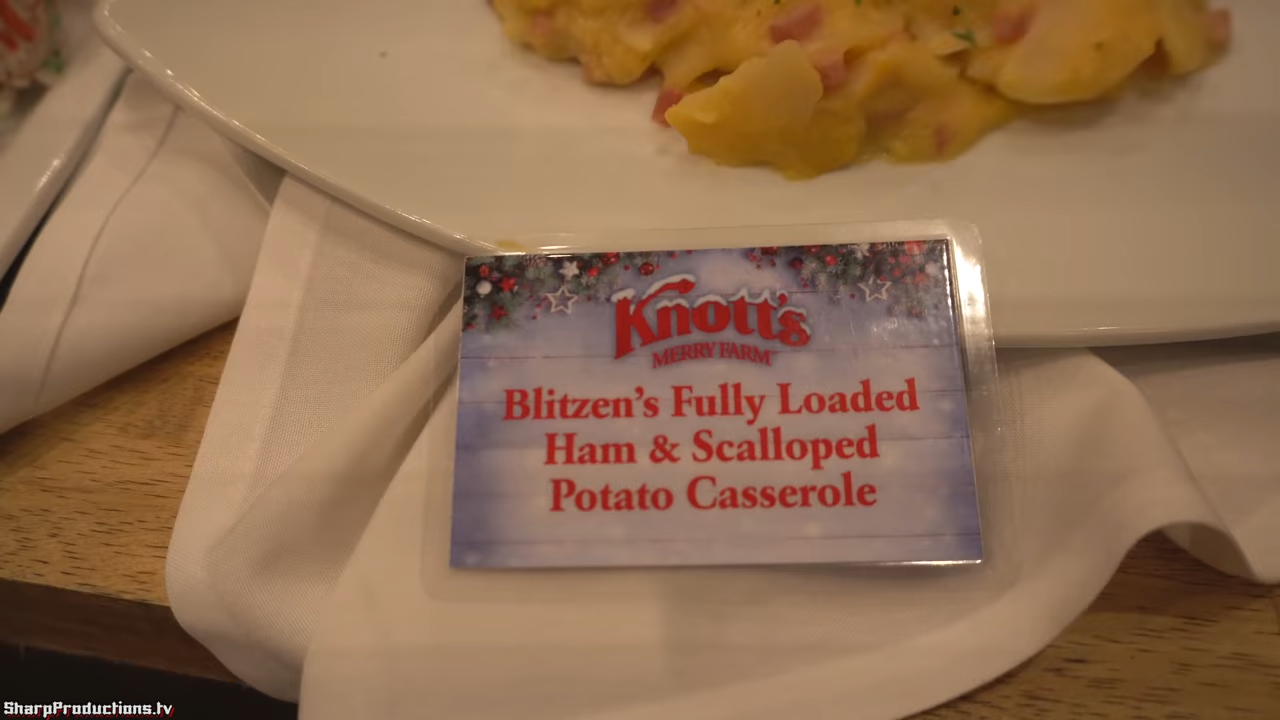 Knott's
MERRY FARM
Blitzen's Fully Loaded
Ham & Scalloped
Potato Casserole
SharpProductions.tv